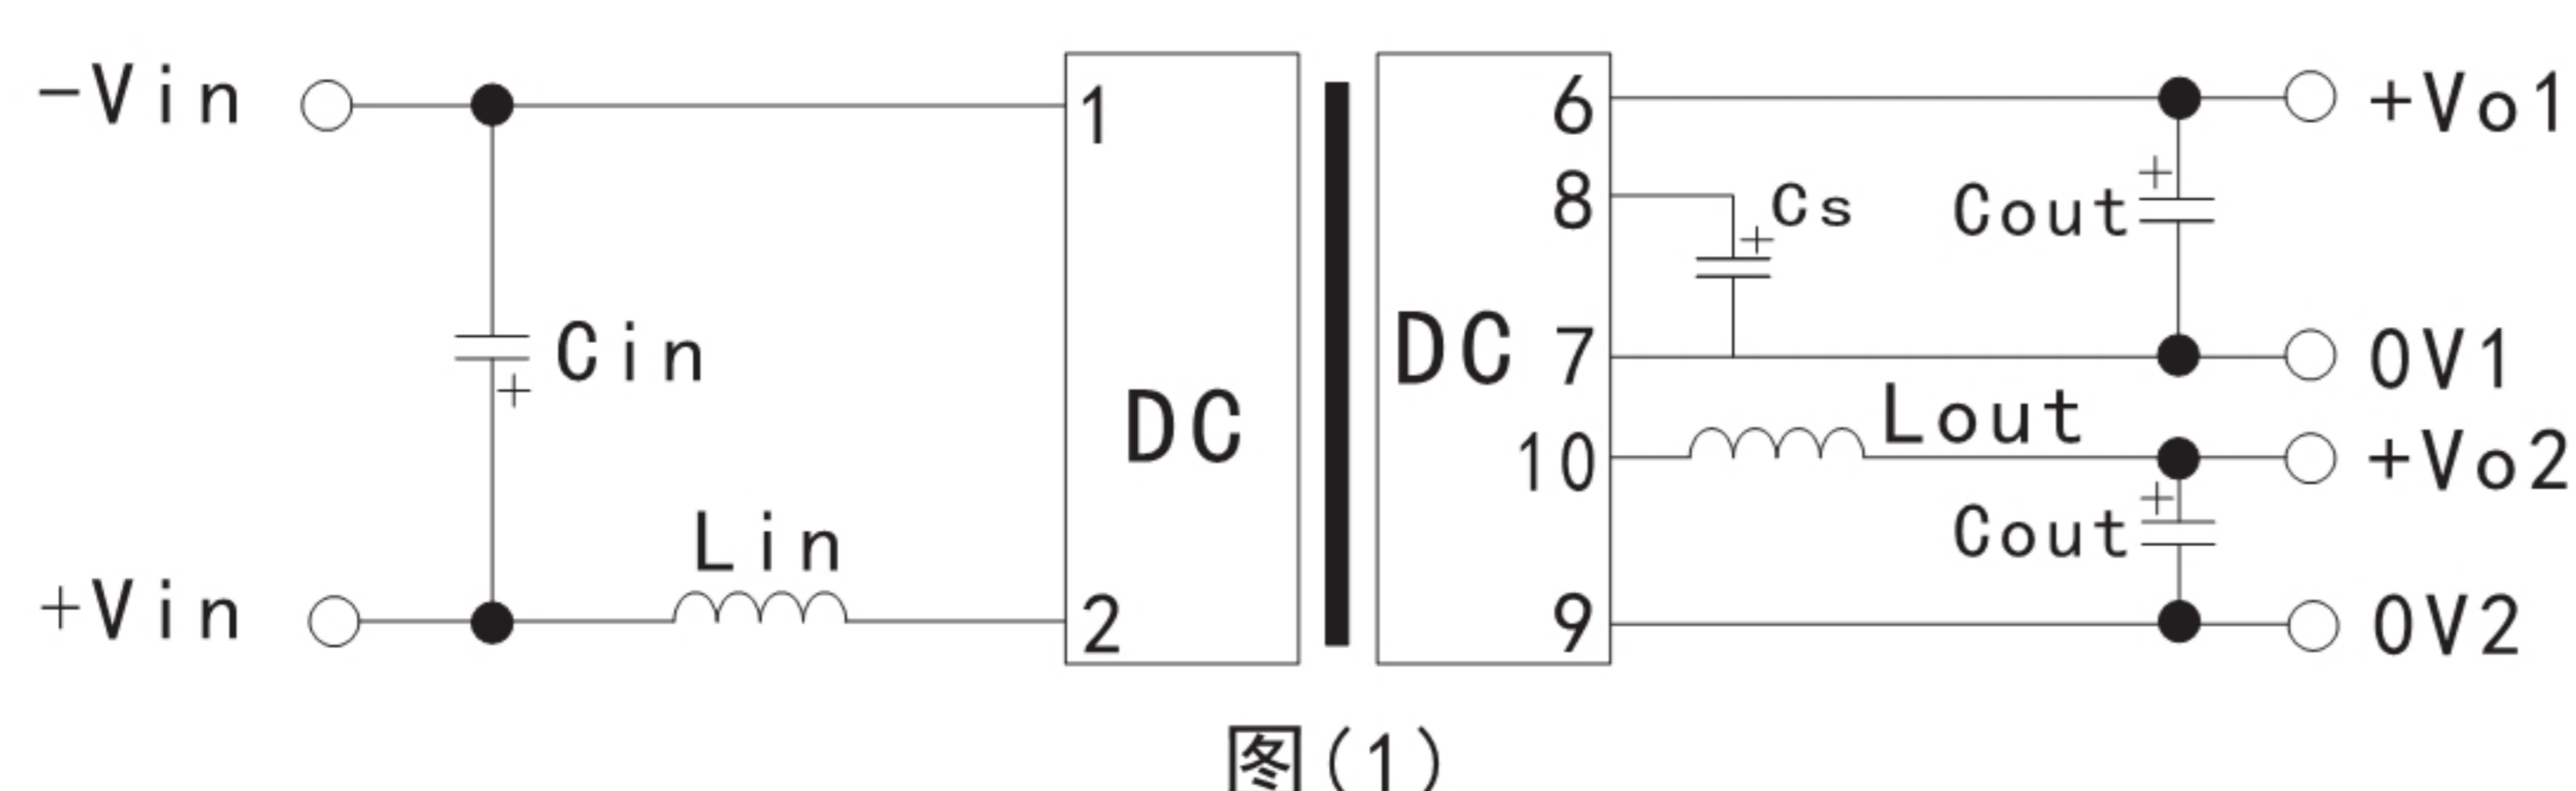 -Vin 1 6 +Vo1
8 Cs Cout
Cin DC DC 7 0V1
Lout
10 +Vo2
Lin Cout
+Vin 2 9 0V2
图(1)